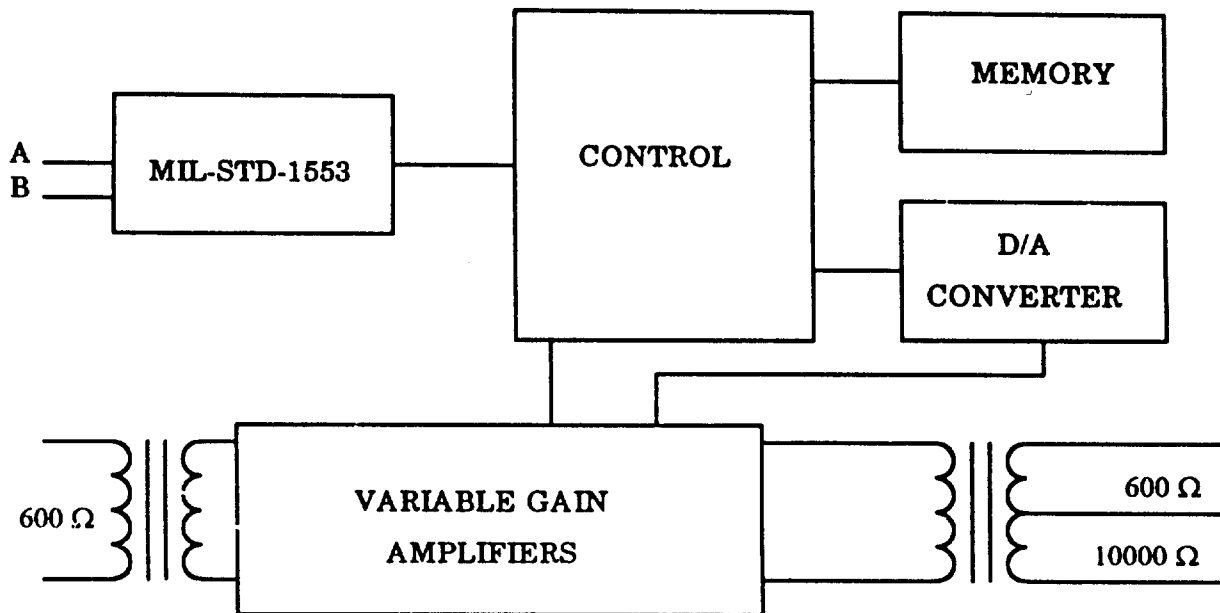 MEMORY
CONTROL
A
B
MIL-STD-1553
D/A
CONVERTER
VARIABLE GAIN
AMPLIFIERS
600 Ω
600 Ω
10000 Ω